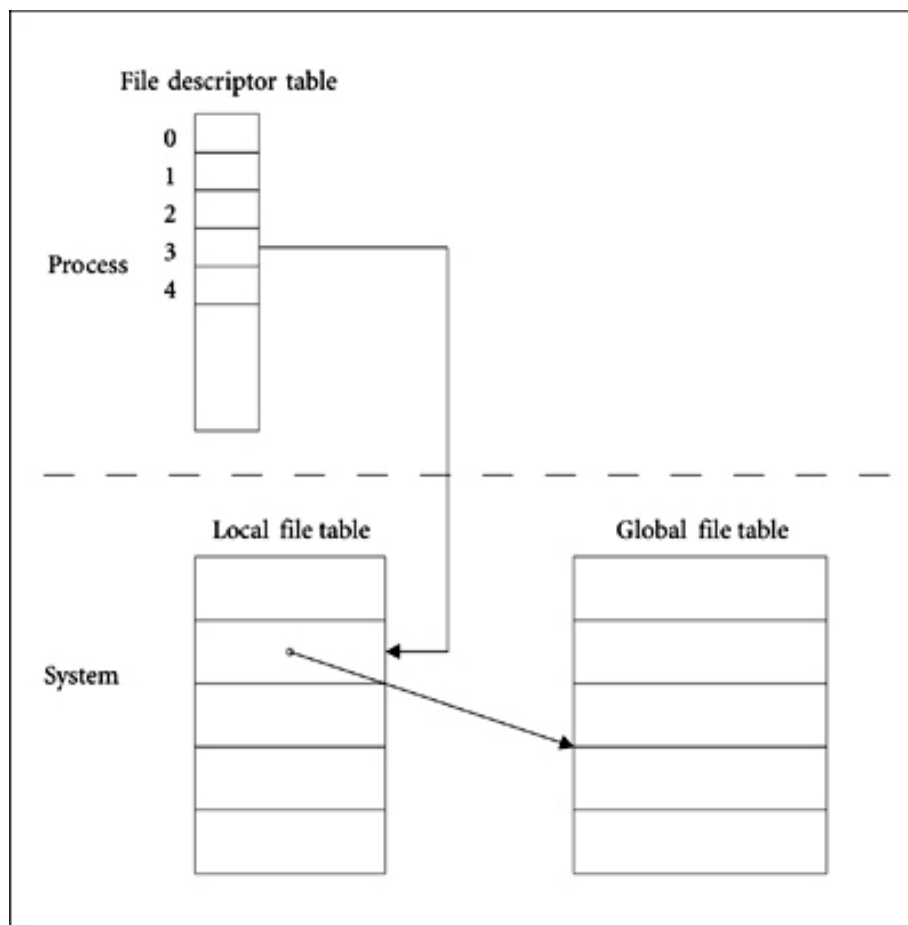 File descriptor table
0
1
2
3
Process
4
Local file table
Global file table
System